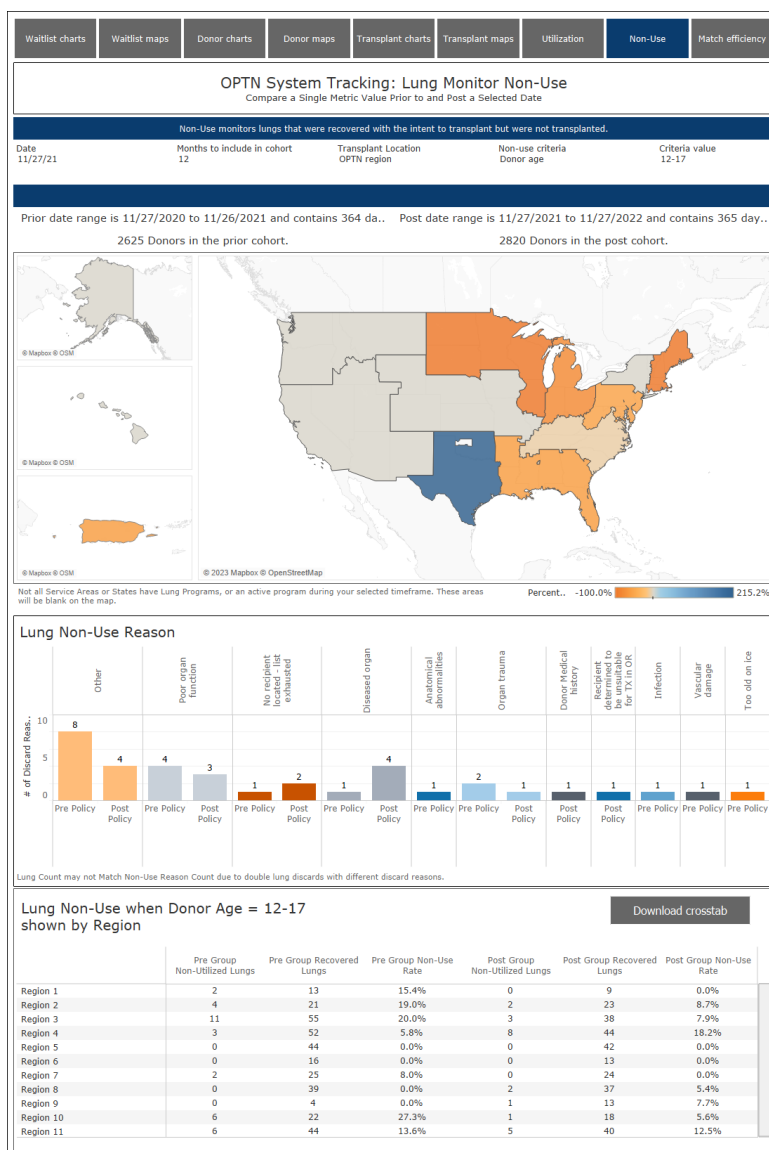 Waitlist charts Waitlist maps Donor charts Donor maps Transplant charts Transplant maps Utilization Non-Use Match efficiency
OPTN System Tracking: Lung Monitor Non-Use
Compare a Single Metric Value Prior to and Post a Selected Date
Non-Use monitors lungs that were recovered with the intent to transplant but were not transplanted.
Date Months to include in cohort Transplant Location Non-use criteria Criteria value
11/27/21 12 OPTN region Donor age 12-17
Prior date range is 11/27/2020 to 11/26/2021 and contains 364 da.. Post date range is 11/27/2021 to 11/27/2022 and contains 365 day..
2625 Donors in the prior cohort. 2820 Donors in the post cohort.
© Mapbox © OSM
© Mapbox © OSM
© Mapbox © OSM © 2023 Mapbox © OpenStreetMap
Not all Service Areas or States have Lung Programs, or an active program during your selected timeframe. These areas
will be blank on the map.
Percent.. -100.0% 215.2%
Lung Non-Use Reason
Other
Poor organ
function
No recipient
located - list
exhausted
Diseased organ
Anatomical
abnormalities
Organ trauma
Donor Medical
history
Recipient
determined to
be unsuitable
for TX in OR
Infection
Vascular
damage
Too old on ice
# of Discard Reas..
10
5
0
8 4 4 3 1 2 1 4 1 2 1 1 1 1 1 1
Pre Policy Post Policy Pre Policy Post Policy Pre Policy Post Policy Pre Policy Post Policy Pre Policy Pre Policy Post Policy Pre Policy Post Policy Pre Policy Pre Policy Pre Policy
Lung Count may not Match Non-Use Reason Count due to double lung discards with different discard reasons.
Lung Non-Use when Donor Age = 12-17
shown by Region
Download crosstab
Pre Group Pre Group Recovered Pre Group Non-Use Post Group Post Group Recovered Post Group Non-Use
Non-Utilized Lungs Lungs Rate Non-Utilized Lungs Lungs Rate
Region 1 2 13 15.4% 0 9 0.0%
Region 2 4 21 19.0% 2 23 8.7%
Region 3 11 55 20.0% 3 38 7.9%
Region 4 3 52 5.8% 8 44 18.2%
Region 5 0 44 0.0% 0 42 0.0%
Region 6 0 16 0.0% 0 13 0.0%
Region 7 2 25 8.0% 0 24 0.0%
Region 8 0 39 0.0% 2 37 5.4%
Region 9 0 4 0.0% 1 13 7.7%
Region 10 6 22 27.3% 1 18 5.6%
Region 11 6 44 13.6% 5 40 12.5%